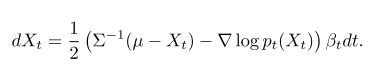 $dX_t = \frac{1}{2} \left( \Sigma^{-1}(\mu - X_t) - \nabla \log p_t(X_t) \right) \beta_t dt.$